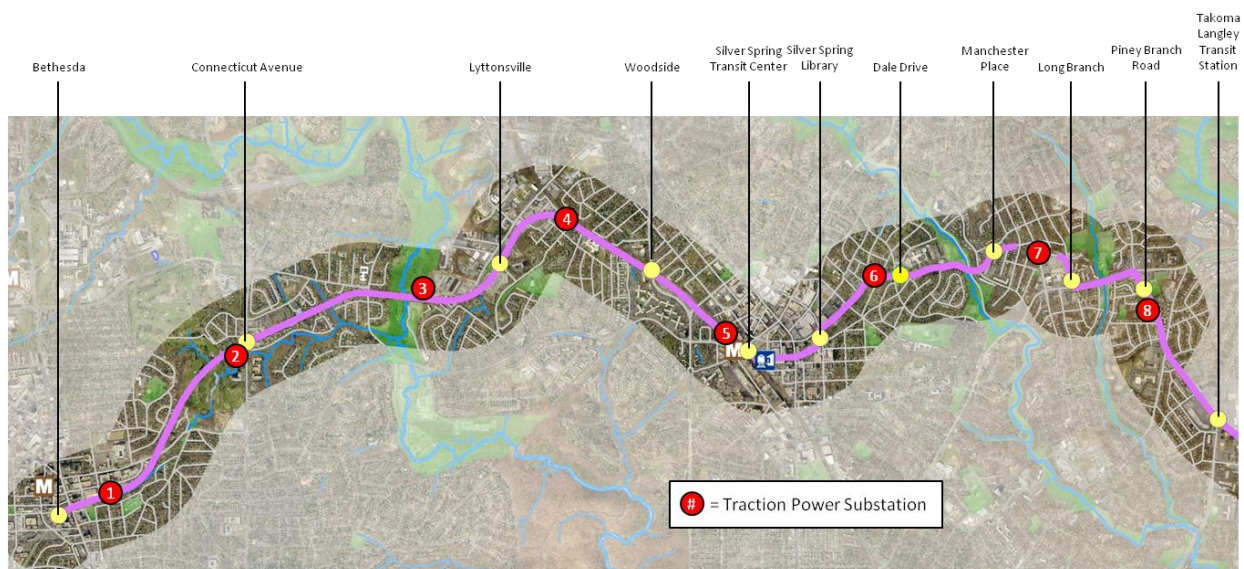 Bethesda
Connecticut Avenue
Lyttonsville
Woodside
Silver Spring
Transit Center
Silver Spring
Library
Dale Drive
Manchester
Place
Long Branch
Piney Branch
Road
Takoma
Langley
Transit
Station
M
1
2
3
4
5
M
6
7
8
# = Traction Power Substation